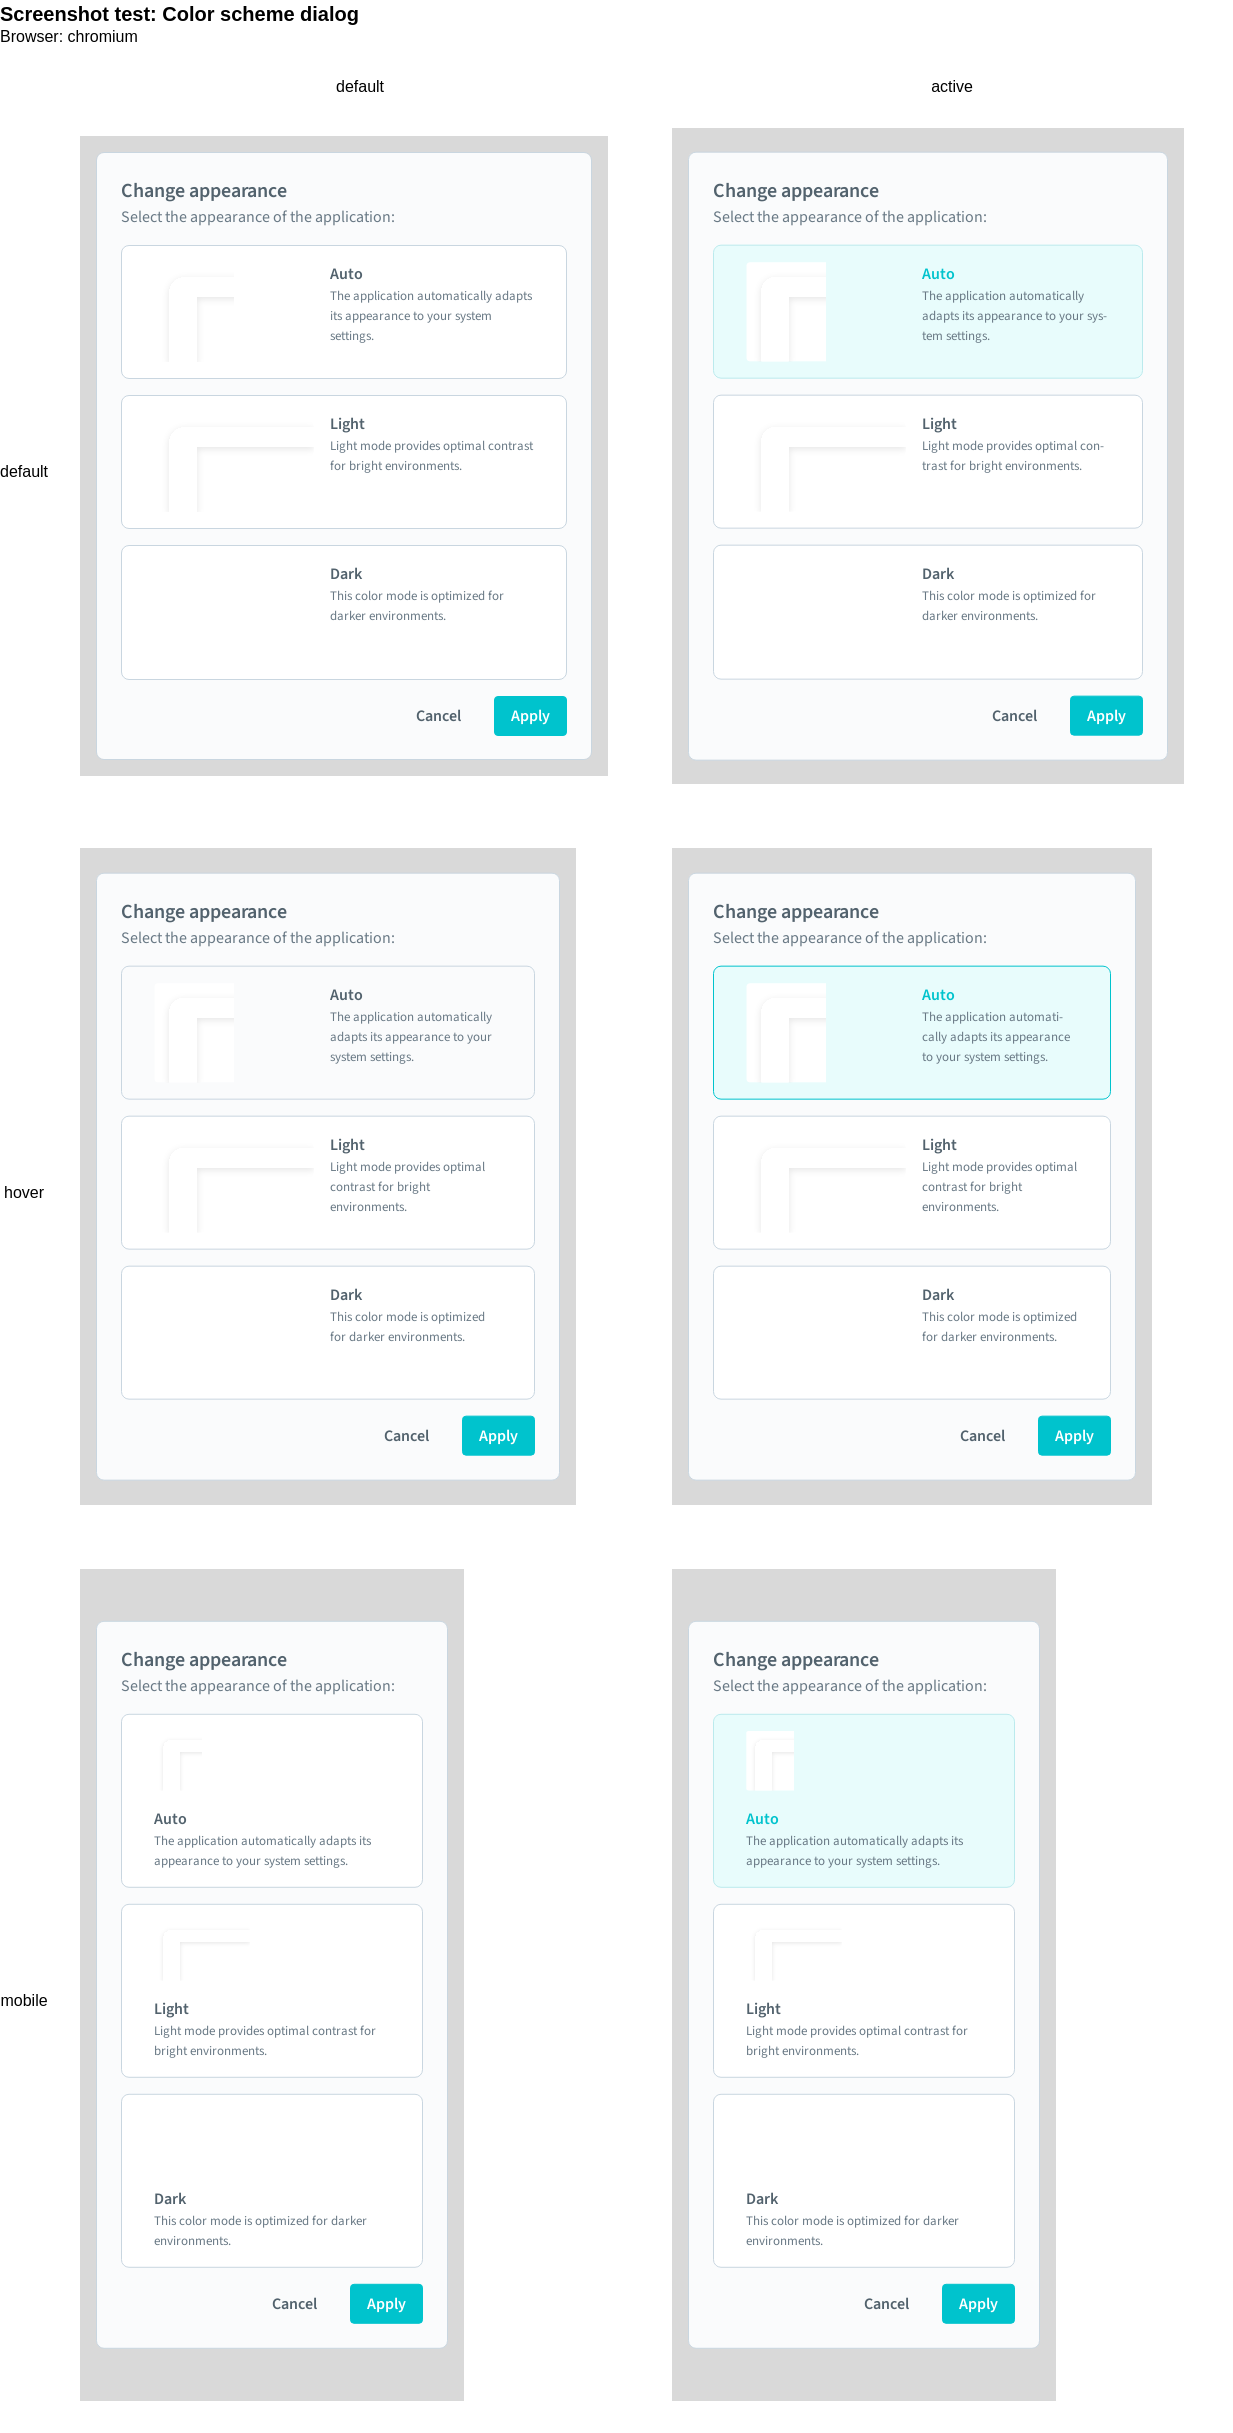 Screenshot test: Color scheme dialog
Browser: chromium
default
active
default
Change appearance
Select the appearance of the application:
Auto
The application automatically adapts
its appearance to your system
settings.
Light
Light mode provides optimal contrast
for bright environments.
Dark
This color mode is optimized for
darker environments.
Cancel
Apply
Change appearance
Select the appearance of the application:
Auto
The application automatically
adapts its appearance to your sys-
tem settings.
Light
Light mode provides optimal con-
trast for bright environments.
Dark
This color mode is optimized for
darker environments.
Cancel
Apply
hover
Change appearance
Select the appearance of the application:
Auto
The application automatically
adapts its appearance to your
system settings.
Light
Light mode provides optimal
contrast for bright
environments.
Dark
This color mode is optimized
for darker environments.
Cancel
Apply
Change appearance
Select the appearance of the application:
Auto
The application automati-
cally adapts its appearance
to your system settings.
Light
Light mode provides optimal
contrast for bright
environments.
Dark
This color mode is optimized
for darker environments.
Cancel
Apply
mobile
Change appearance
Select the appearance of the application:
Auto
The application automatically adapts its
appearance to your system settings.
Light
Light mode provides optimal contrast for
bright environments.
Dark
This color mode is optimized for darker
environments.
Cancel
Apply
Change appearance
Select the appearance of the application:
Auto
The application automatically adapts its
appearance to your system settings.
Light
Light mode provides optimal contrast for
bright environments.
Dark
This color mode is optimized for darker
environments.
Cancel
Apply